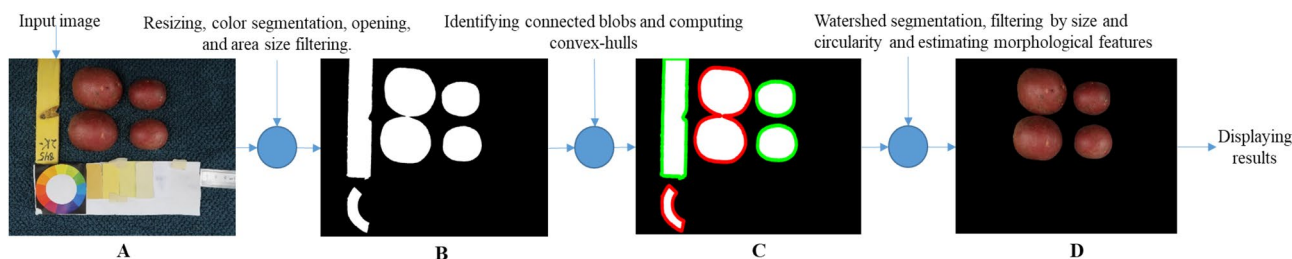 Input image
Resizing, color segmentation, opening,
and area size filtering.
Identifying connected blobs and computing
convex-hulls
Watershed segmentation, filtering by size and
circularity and estimating morphological features
Displaying
results
A
B
C
D